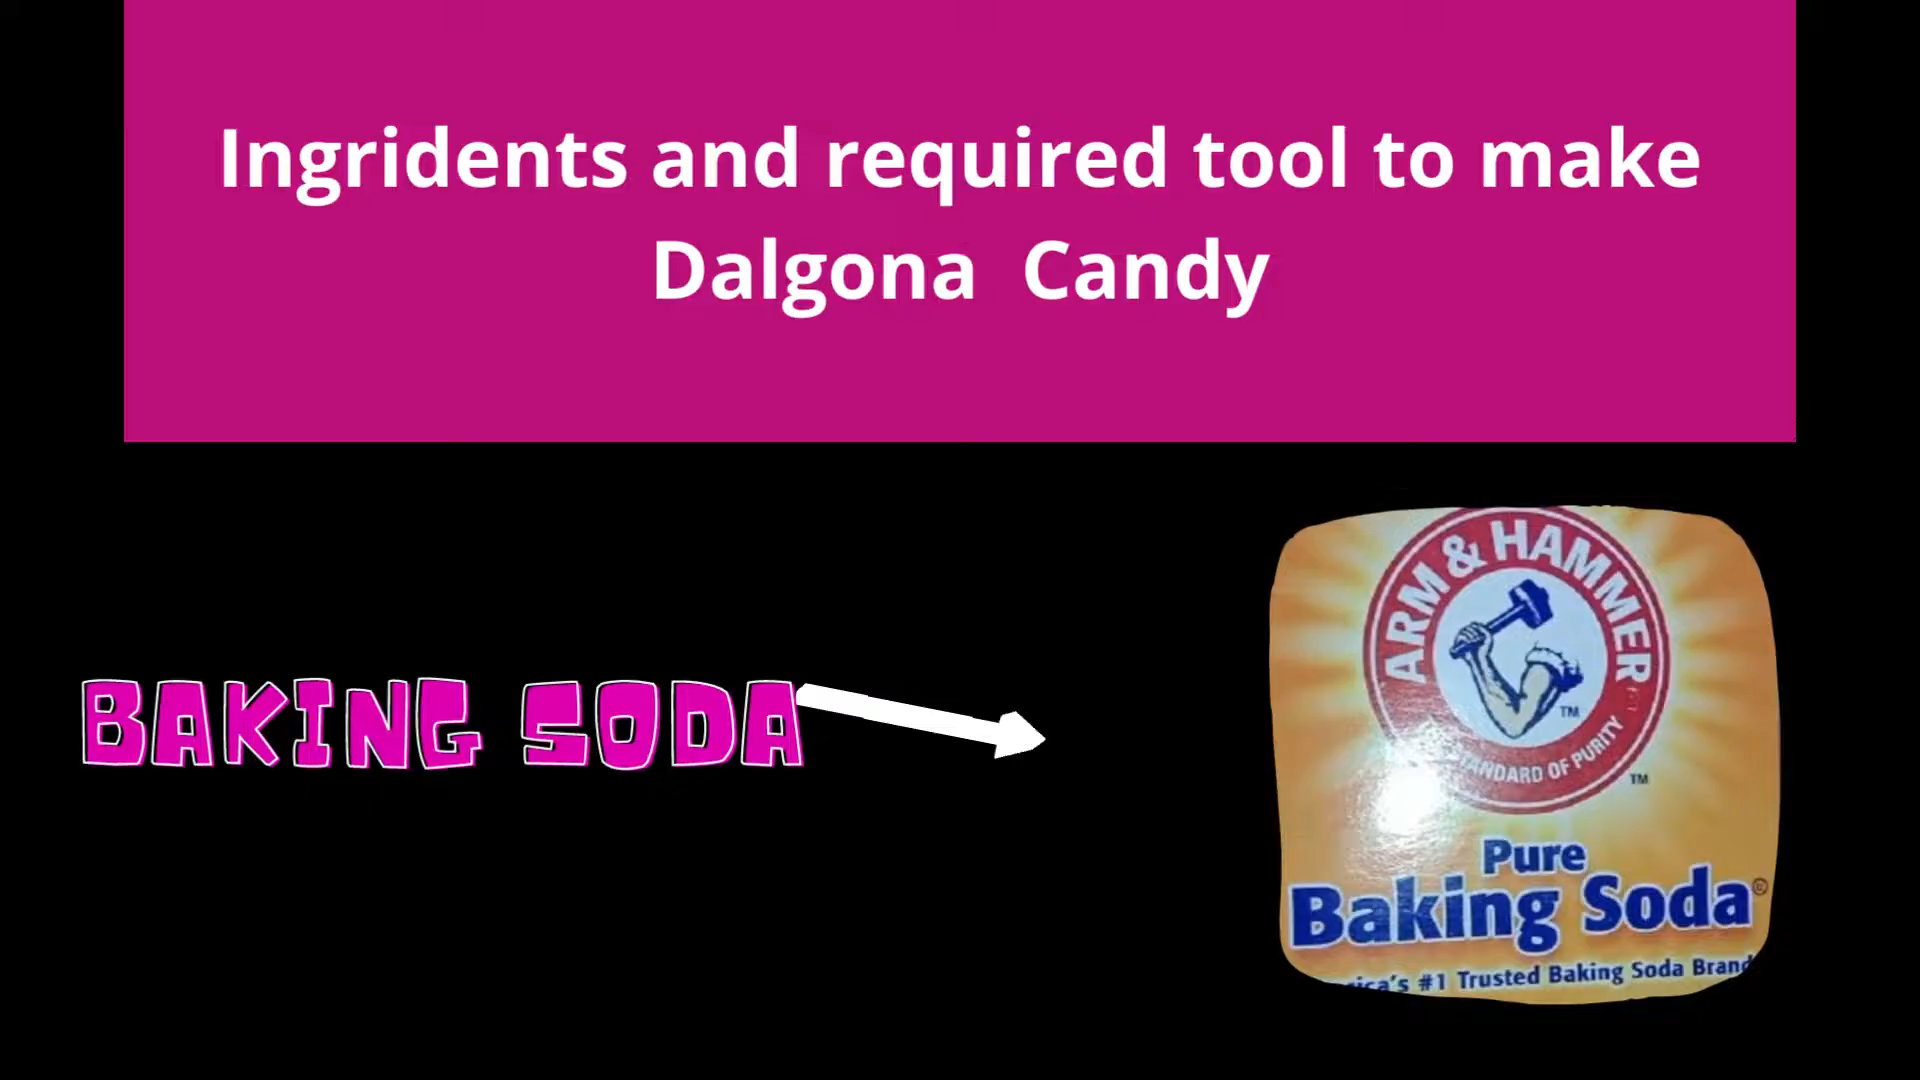 Ingridents and required tool to make
Dalgona Candy
BAKING SODA
ARM & HAMMER
TM
OF PURITY
TM
Pure
Baking Soda®
#1 Trusted Baking Soda Brand